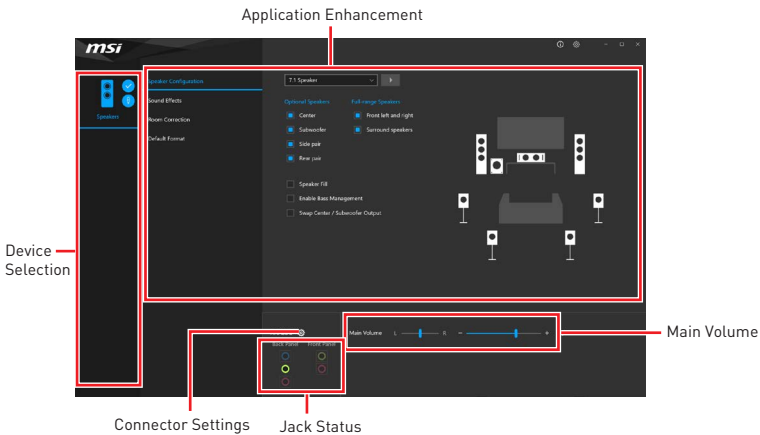 Application Enhancement
msi
Speaker Configuration
7.1 Speaker
Sound Effects
Optional Speakers
Full-range Speakers
Speakers
Center
Front left and right
Room Correction
Subwoofer
Surround speakers
Default Format
Side pair
Rear pair
Speaker Fill
Enable Bass Management
Swap Center / Subwoofer Output
Device
Selection
Main Volume
L
R
Main Volume
Back Panel
Front Panel
Connector Settings
Jack Status